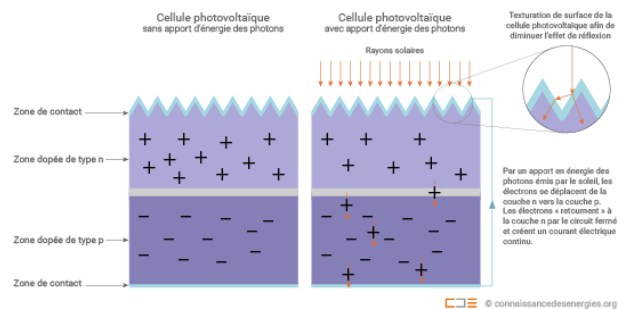 Cellule photovoltaïque
sans apport d'énergie des photons
Cellule photovoltaïque
avec apport d'énergie des photons
Rayons solaires
Texturation de surface de la
cellule photovoltaïque afin de
diminuer l'effet de réflexion
Zone de contact
Zone dopée de type n
Zone dopée de type p
Zone de contact
Par un apport en énergie des
photons émis par le soleil, les
électrons se déplacent de la
couche n vers la couche p.
Les électrons « retournent » à
la couche n par le circuit fermé
et créent un courant électrique
continu.
CDE © connaissancedesenergies.org